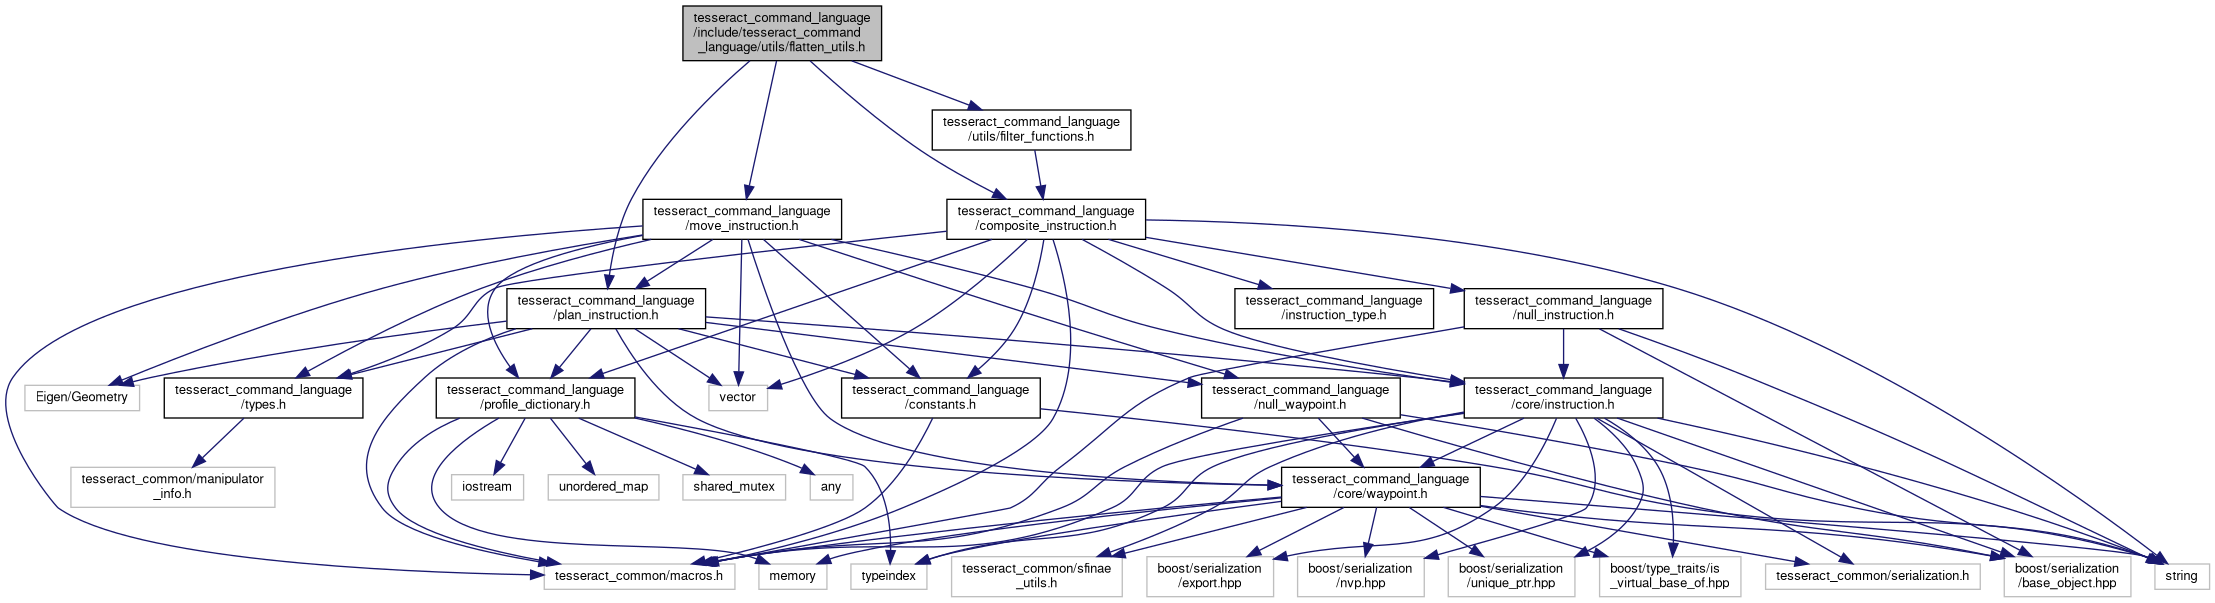 tesseract_command_language
/include/tesseract_command
_language/utils/flatten_utils.h
tesseract_command_language
/utils/filter_functions.h
tesseract_command_language
/move_instruction.h
tesseract_command_language
/composite_instruction.h
tesseract_command_language
/plan_instruction.h
tesseract_command_language
/instruction_type.h
tesseract_command_language
/null_instruction.h
Eigen/Geometry
tesseract_command_language
/types.h
tesseract_command_language
/profile_dictionary.h
vector
tesseract_command_language
/constants.h
tesseract_command_language
/null_waypoint.h
tesseract_command_language
/core/instruction.h
tesseract_common/manipulator
_info.h
iostream
unordered_map
shared_mutex
any
tesseract_command_language
/core/waypoint.h
tesseract_common/macros.h
memory
typeindex
tesseract_common/sfinae
_utils.h
boost/serialization
/export.hpp
boost/serialization
/nvp.hpp
boost/serialization
/unique_ptr.hpp
boost/type_traits/is
_virtual_base_of.hpp
tesseract_common/serialization.h
boost/serialization
/base_object.hpp
string